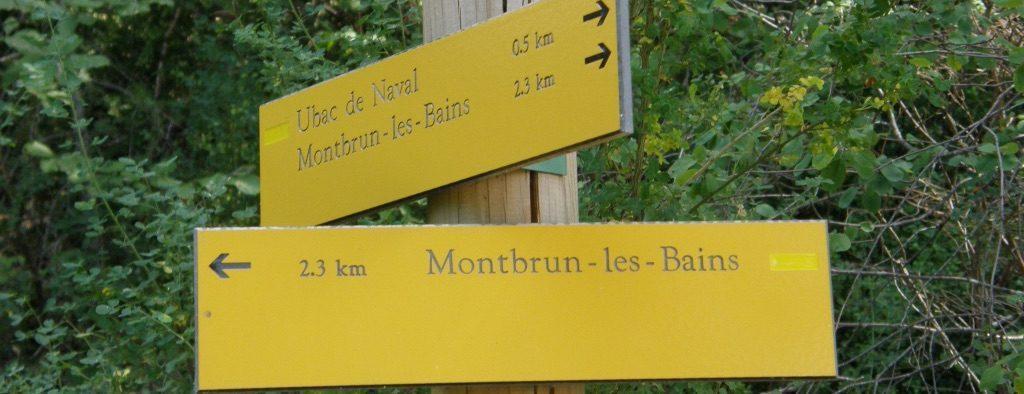 Ubac de Naval 0.5 km
Montbrun-les-Bains 2.3 km
2.3 km Montbrun-les-Bains